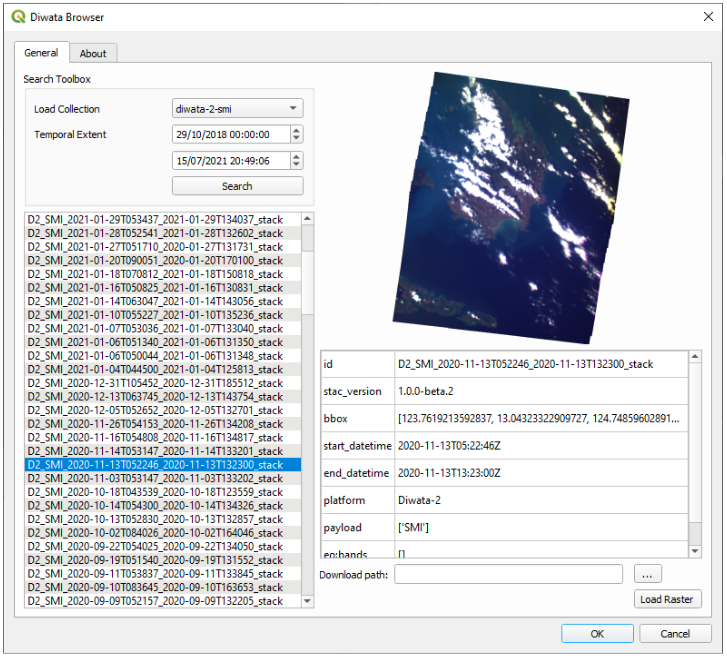 Diwata Browser
General
About
Search Toolbox
Load Collection
diwata-2-smi
Temporal Extent
29/10/2018 00:00:00
15/07/2021 20:49:06
Search
D2_SMI_2021-01-29T053437_2021-01-29T134037_stack
D2_SMI_2021-01-28T052541_2021-01-28T132602_stack
D2_SMI_2021-01-27T051710_2020-01-27T131731_stack
D2_SMI_2021-01-20T090051_2020-01-20T170100_stack
D2_SMI_2021-01-18T070812_2021-01-18T150818_stack
D2_SMI_2021-01-16T050825_2021-01-16T130831_stack
D2_SMI_2021-01-14T063047_2021-01-14T143056_stack
D2_SMI_2021-01-10T055227_2021-01-10T135236_stack
D2_SMI_2021-01-07T053036_2021-01-07T133040_stack
D2_SMI_2021-01-06T051340_2021-01-06T131350_stack
D2_SMI_2021-01-06T050044_2021-01-06T131348_stack
D2_SMI_2021-01-04T044500_2021-01-04T125813_stack
D2_SMI_2020-12-31T105452_2020-12-31T185512_stack
D2_SMI_2020-12-13T063745_2020-12-13T143754_stack
D2_SMI_2020-12-05T052652_2020-12-05T132701_stack
D2_SMI_2020-11-26T054153_2020-11-26T134208_stack
D2_SMI_2020-11-16T054808_2020-11-16T134817_stack
D2_SMI_2020-11-14T053147_2020-11-14T133201_stack
D2_SMI_2020-11-13T052246_2020-11-13T132300_stack
D2_SMI_2020-11-03T053147_2020-11-03T133202_stack
D2_SMI_2020-10-18T043539_2020-10-18T123559_stack
D2_SMI_2020-10-14T054300_2020-10-14T134326_stack
D2_SMI_2020-10-13T052830_2020-10-13T132857_stack
D2_SMI_2020-10-02T084026_2020-10-02T164046_stack
D2_SMI_2020-09-22T054025_2020-09-22T134050_stack
D2_SMI_2020-09-19T051540_2020-09-19T131552_stack
D2_SMI_2020-09-11T053837_2020-09-11T133845_stack
D2_SMI_2020-09-10T083645_2020-09-10T163653_stack
D2_SMI_2020-09-09T052157_2020-09-09T132205_stack
id D2_SMI_2020-11-13T052246_2020-11-13T132300_stack
stac_version 1.0.0-beta.2
bbox [123.7619213592837, 13.04323322909727, 124.74859602891...
start_datetime 2020-11-13T05:22:46Z
end_datetime 2020-11-13T13:23:00Z
platform Diwata-2
payload ['SMI']
eo:bands []
Download path:
...
Load Raster
OK
Cancel